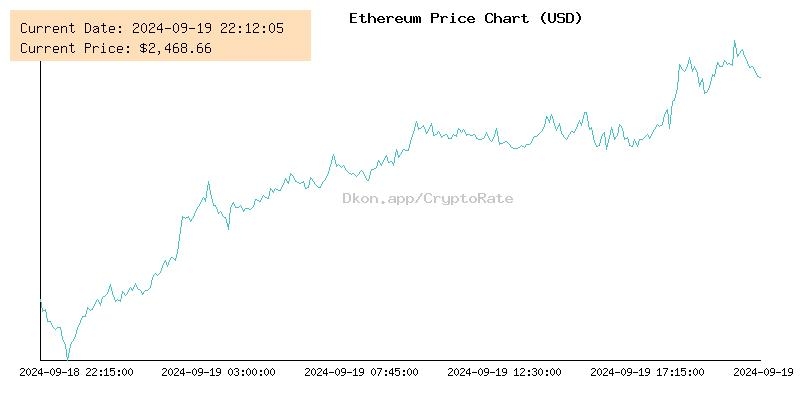 Ethereum Price Chart (USD)
Current Date: 2024-09-19 22:12:05
Current Price: $2,468.66
Dkon.app/CryptoRate
2024-09-18 22:15:00 2024-09-19 03:00:00 2024-09-19 07:45:00 2024-09-19 12:30:00 2024-09-19 17:15:00 2024-09-19